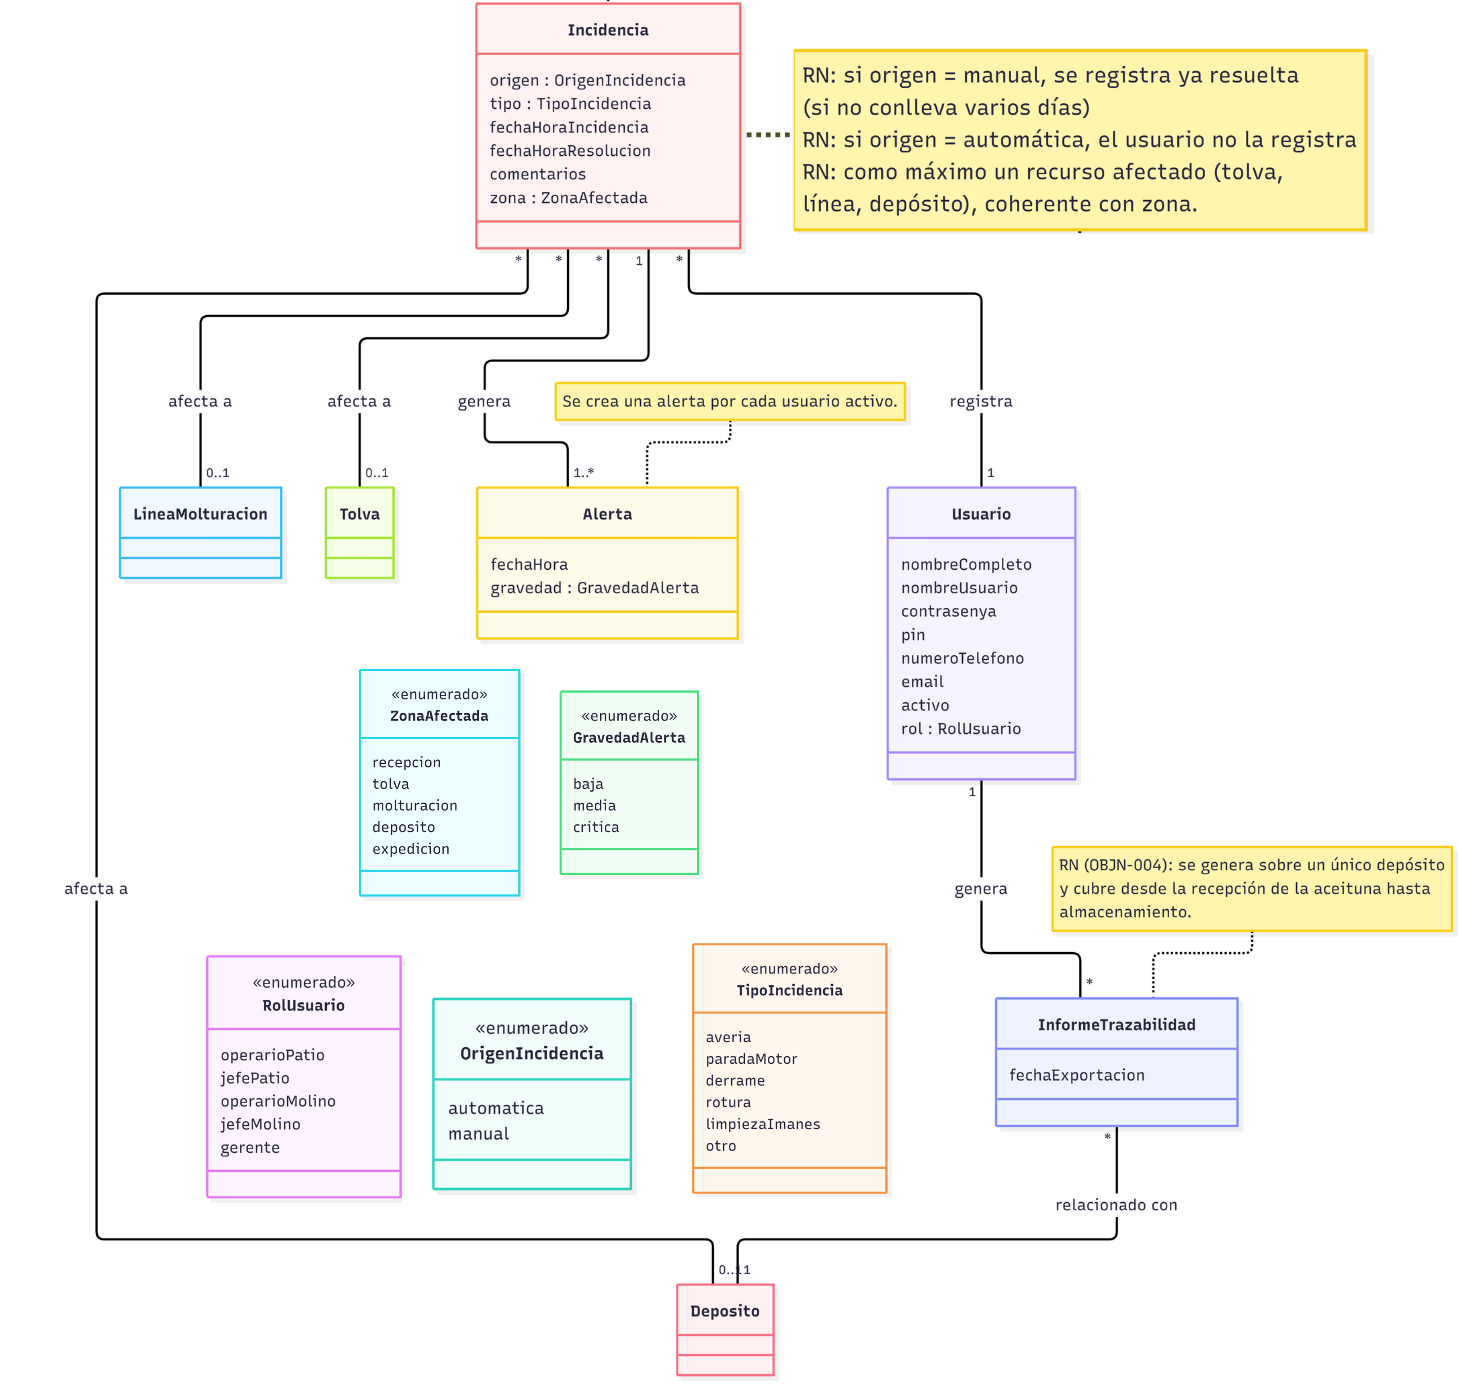 Incidencia
origen : OrigenIncidencia
tipo : TipoIncidencia
fechaHoraIncidencia
fechaHoraResolucion
comentarios
zona : ZonaAfectada
RN: si origen = manual, se registra ya resuelta
(si no conlleva varios días)
RN: si origen = automática, el usuario no la registra
RN: como máximo un recurso afectado (tolva,
línea, depósito), coherente con zona.
* * * 1 *
afecta a
afecta a
genera
Se crea una alerta por cada usuario activo.
registra
0..1
0..1
1..*
1
LineaMolturacion
Tolva
Alerta
fechaHora
gravedad : GravedadAlerta
Usuario
nombreCompleto
nombreUsuario
contrasenya
pin
numeroTelefono
email
activo
rol : RolUsuario
«enumerado»
ZonaAfectada
recepcion
tolva
molturacion
deposito
expedicion
«enumerado»
GravedadAlerta
baja
media
critica
1
afecta a
genera
RN (OBJN-004): se genera sobre un único depósito
y cubre desde la recepción de la aceituna hasta
almacenamiento.
*
«enumerado»
RolUsuario
operarioPatio
jefePatio
operarioMolino
jefeMolino
gerente
«enumerado»
OrigenIncidencia
automatica
manual
«enumerado»
TipoIncidencia
averia
paradaMotor
derrame
rotura
limpiezaImanes
otro
InformeTrazabilidad
fechaExportacion
*
relacionado con
0..11
Deposito